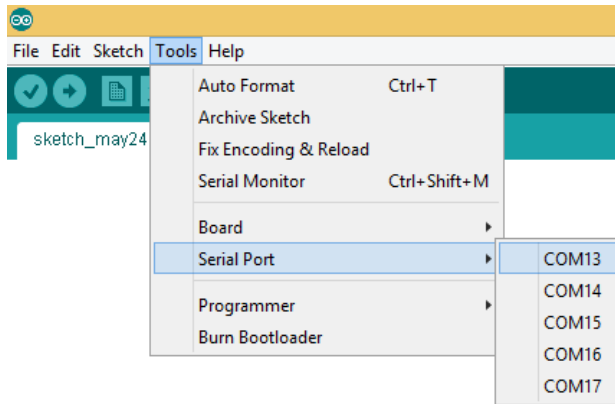 File Edit Sketch Tools Help
sketch_may24
Auto Format Ctrl+T
Archive Sketch
Fix Encoding & Reload
Serial Monitor Ctrl+Shift+M
Board
Serial Port
Programmer
Burn Bootloader
COM13
COM14
COM15
COM16
COM17